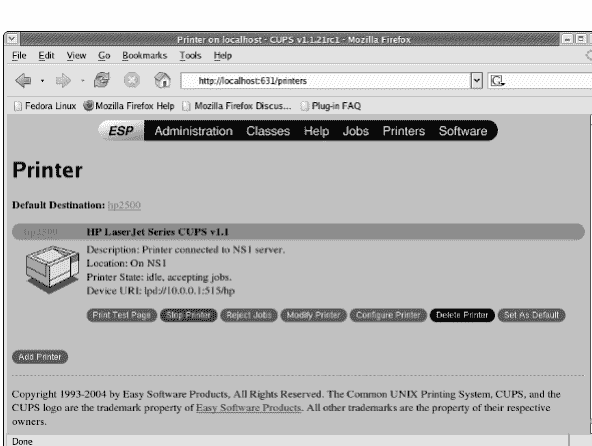 Printer on localhost - CUPS v1.1.21rc1 - Mozilla Firefox
File Edit View Go Bookmarks Tools Help
http://localhost:631/printers
Fedora Linux Mozilla Firefox Help Mozilla Firefox Discus... Plug-in FAQ
ESP Administration Classes Help Jobs Printers Software
Printer
Default Destination: hp2500
hp2500 HP LaserJet Series CUPS v1.1
Description: Printer connected to NS1 server.
Location: On NS1
Printer State: idle, accepting jobs.
Device URI: lpd://10.0.0.1:515/hp
Print Test Page Stop Printer Reject Jobs Modify Printer Configure Printer Delete Printer Set As Default
Add Printer
Copyright 1993-2004 by Easy Software Products, All Rights Reserved. The Common UNIX Printing System, CUPS, and the
CUPS logo are the trademark property of Easy Software Products. All other trademarks are the property of their respective
owners.
Done